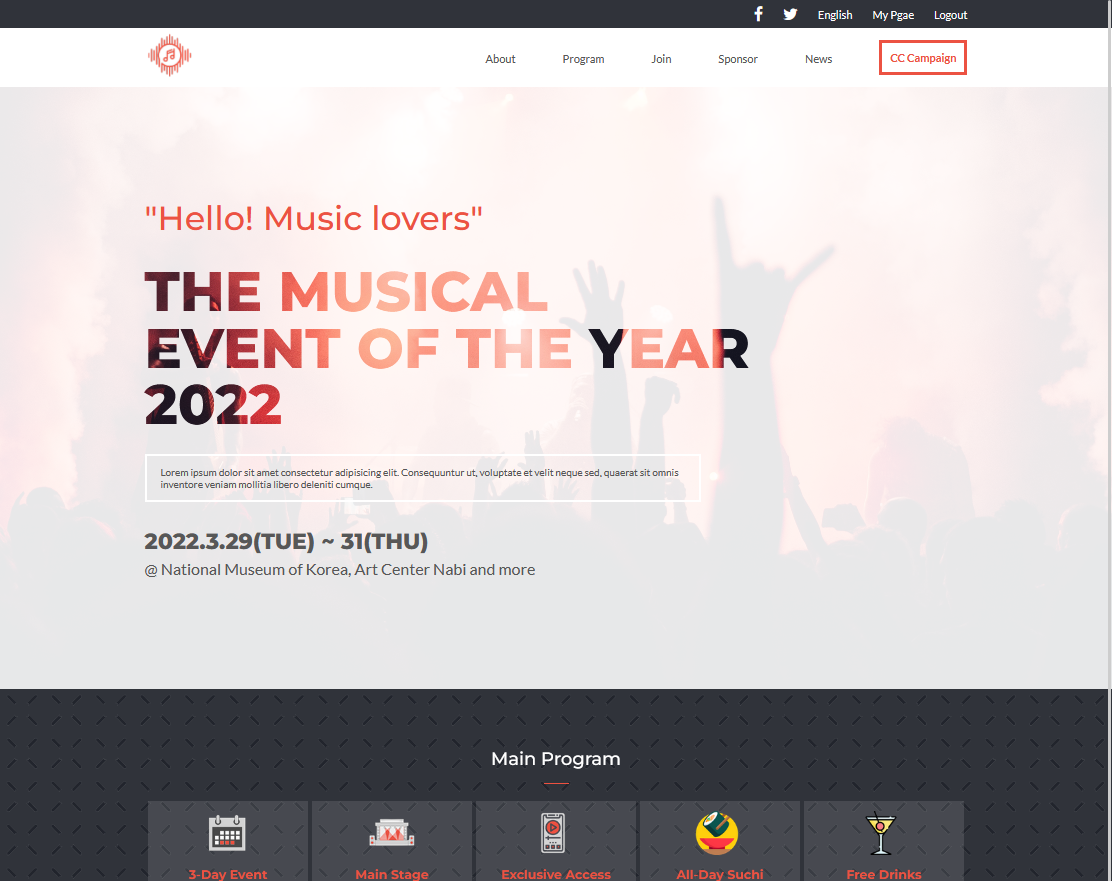 English My Pgae Logout
About Program Join Sponsor News CC Campaign
"Hello! Music lovers"
THE MUSICAL
EVENT OF THE YEAR
2022
Lorem ipsum dolor sit amet consectetur adipisicing elit. Consequuntur ut, voluptate et velit neque sed, quaerat sit omnis
inventore veniam mollitia libero deleniti cumque.
2022.3.29(TUE) ~ 31(THU)
@ National Museum of Korea, Art Center Nabi and more
Main Program
3-Day Event Main Stage Exclusive Access All-Day Suchi Free Drinks